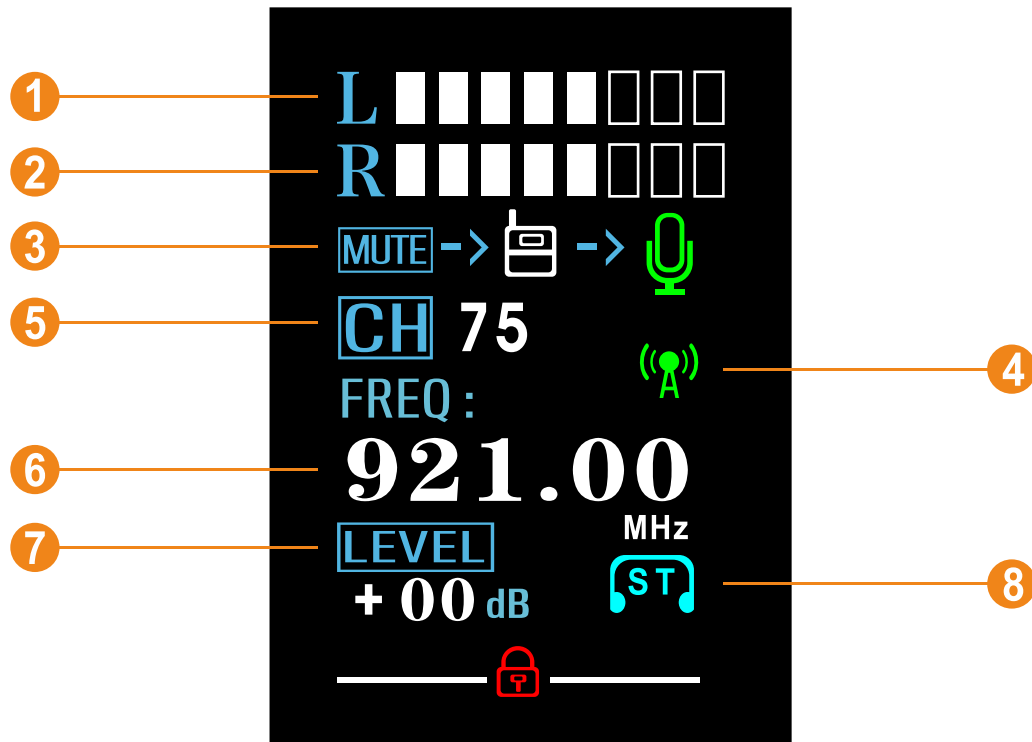 1 L
2 R
3 MUTE
5 CH 75
4
FREQ :
6 921.00
MHz
7 LEVEL
+ 00 dB
ST 8